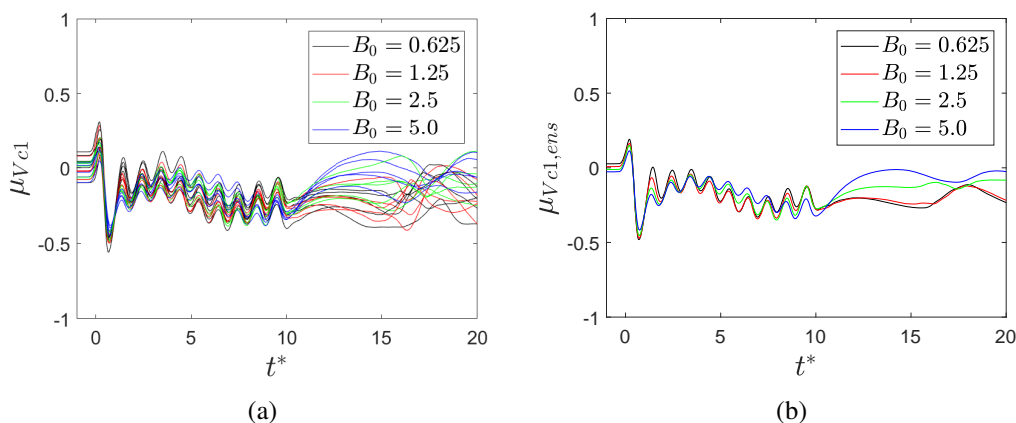 1
0.5
0
-0.5
-1
μVc1
B0 = 0.625
B0 = 1.25
B0 = 2.5
B0 = 5.0
0 5 10 15 20
t*
(a)
1
0.5
0
-0.5
-1
μVc1,ens
B0 = 0.625
B0 = 1.25
B0 = 2.5
B0 = 5.0
0 5 10 15 20
t*
(b)